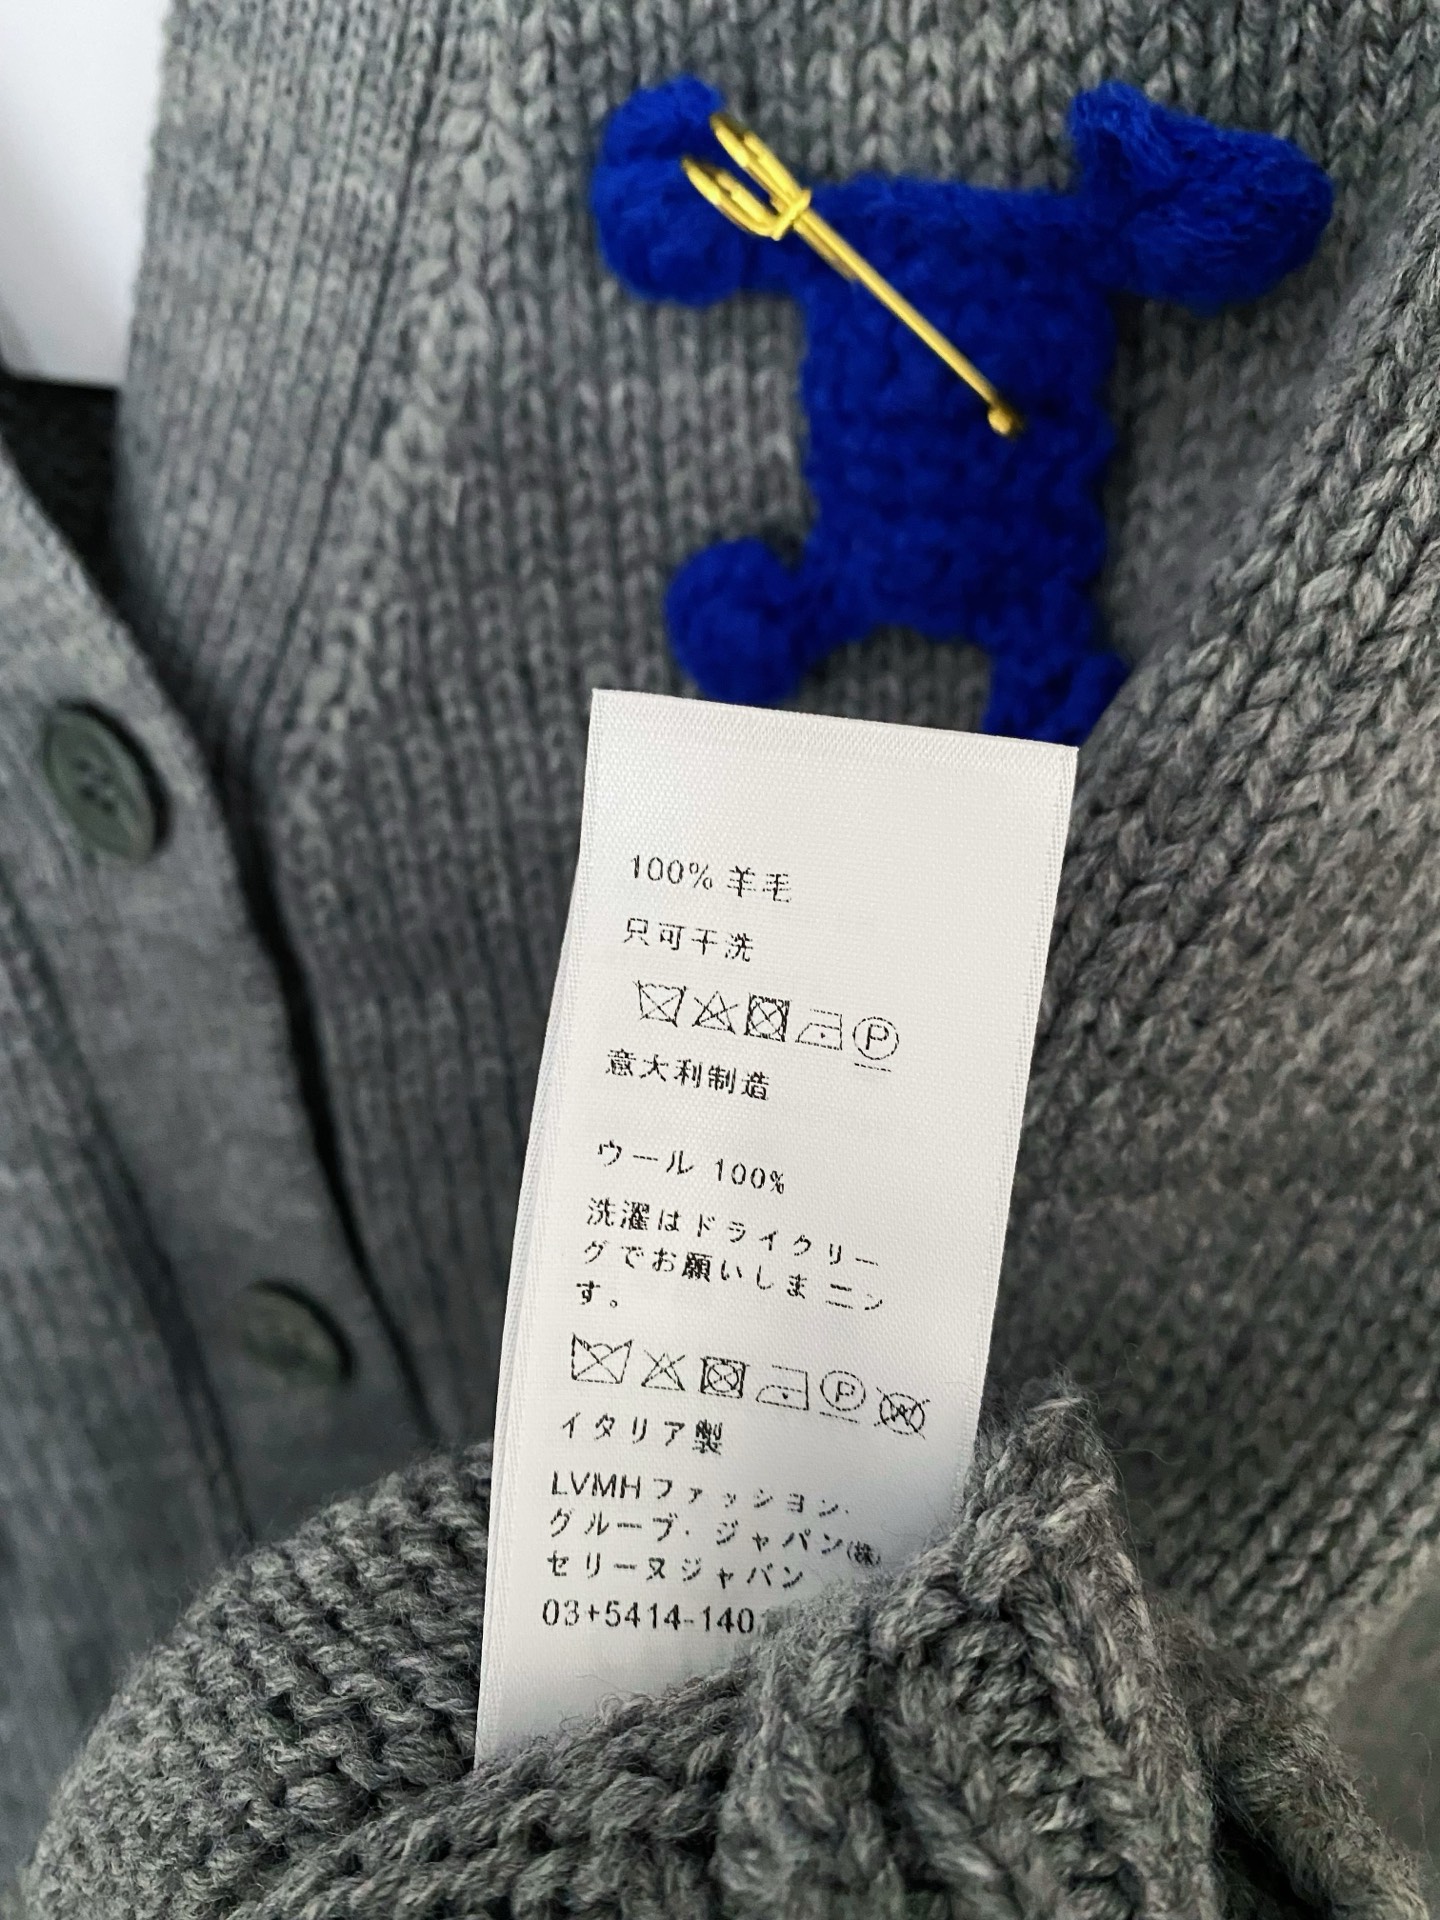 100% 羊毛
只可干洗
P
意大利制造
ウール 100%
洗濯はドライクリー
グでお願いしま ニン
す。
P W
イタリア製
LVMHファッション.
グループ. ジャパン(株)
セリーヌジャパン
03+5414-140